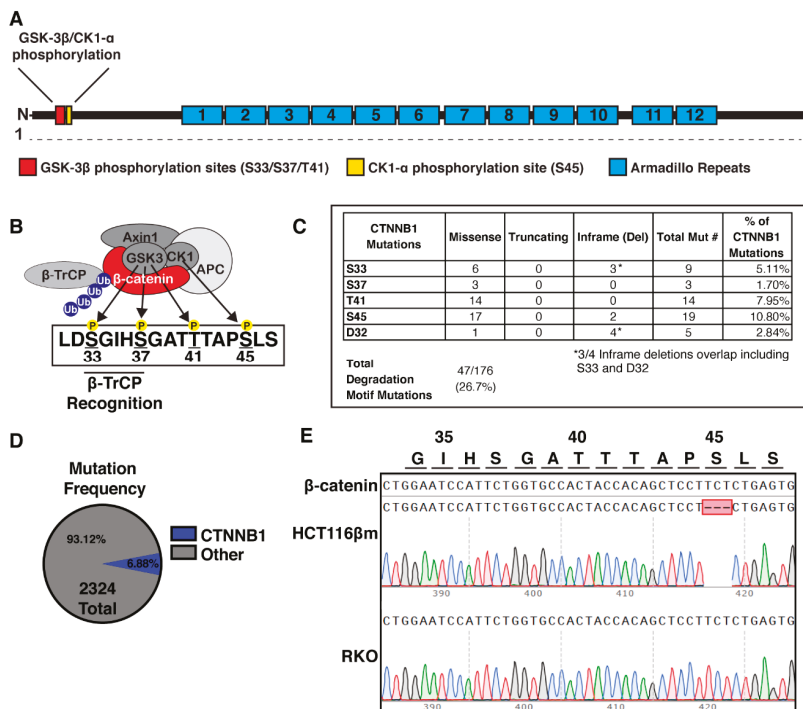 A
GSK-3β/CK1-α
phosphorylation
N-
1 2 3 4 5 6 7 8 9 10 11 12
1
GSK-3β phosphorylation sites (S33/S37/T41) CK1-α phosphorylation site (S45) Armadillo Repeats
B
Axin1
GSK3 CK1
APC
β-TrCP
β-catenin
Ub
Ub
Ub
Ub
P P P P
LDSGIHSGATTTAPSLS
33 37 41 45
β-TrCP
Recognition
C
CTNNB1 Mutations Missense Truncating Inframe (Del) Total Mut # % of CTNNB1 Mutations
S33 6 0 3* 9 5.11%
S37 3 0 0 3 1.70%
T41 14 0 0 14 7.95%
S45 17 0 2 19 10.80%
D32 1 0 4* 5 2.84%
Total
Degradation
Motif Mutations
47/176
(26.7%)
*3/4 Inframe deletions overlap including
S33 and D32
D
Mutation
Frequency
93.12%
6.88%
2324
Total
CTNNB1
Other
E
35 40 45
G I H S G A T T T A P S L S
β-catenin
CTGGAATCCATTCTGGTGCCACTACCACAGCTCCTTCTCTGAGTG
CTGGAATCCATTCTGGTGCCACTACCACAGCTCCT---CTGAGTG
HCT116βm
390 400 410 420
CTGGAATCCATTCTGGTGCCACTACCACAGCTCCTTCTCTGAGTG
RKO
390 400 410 420